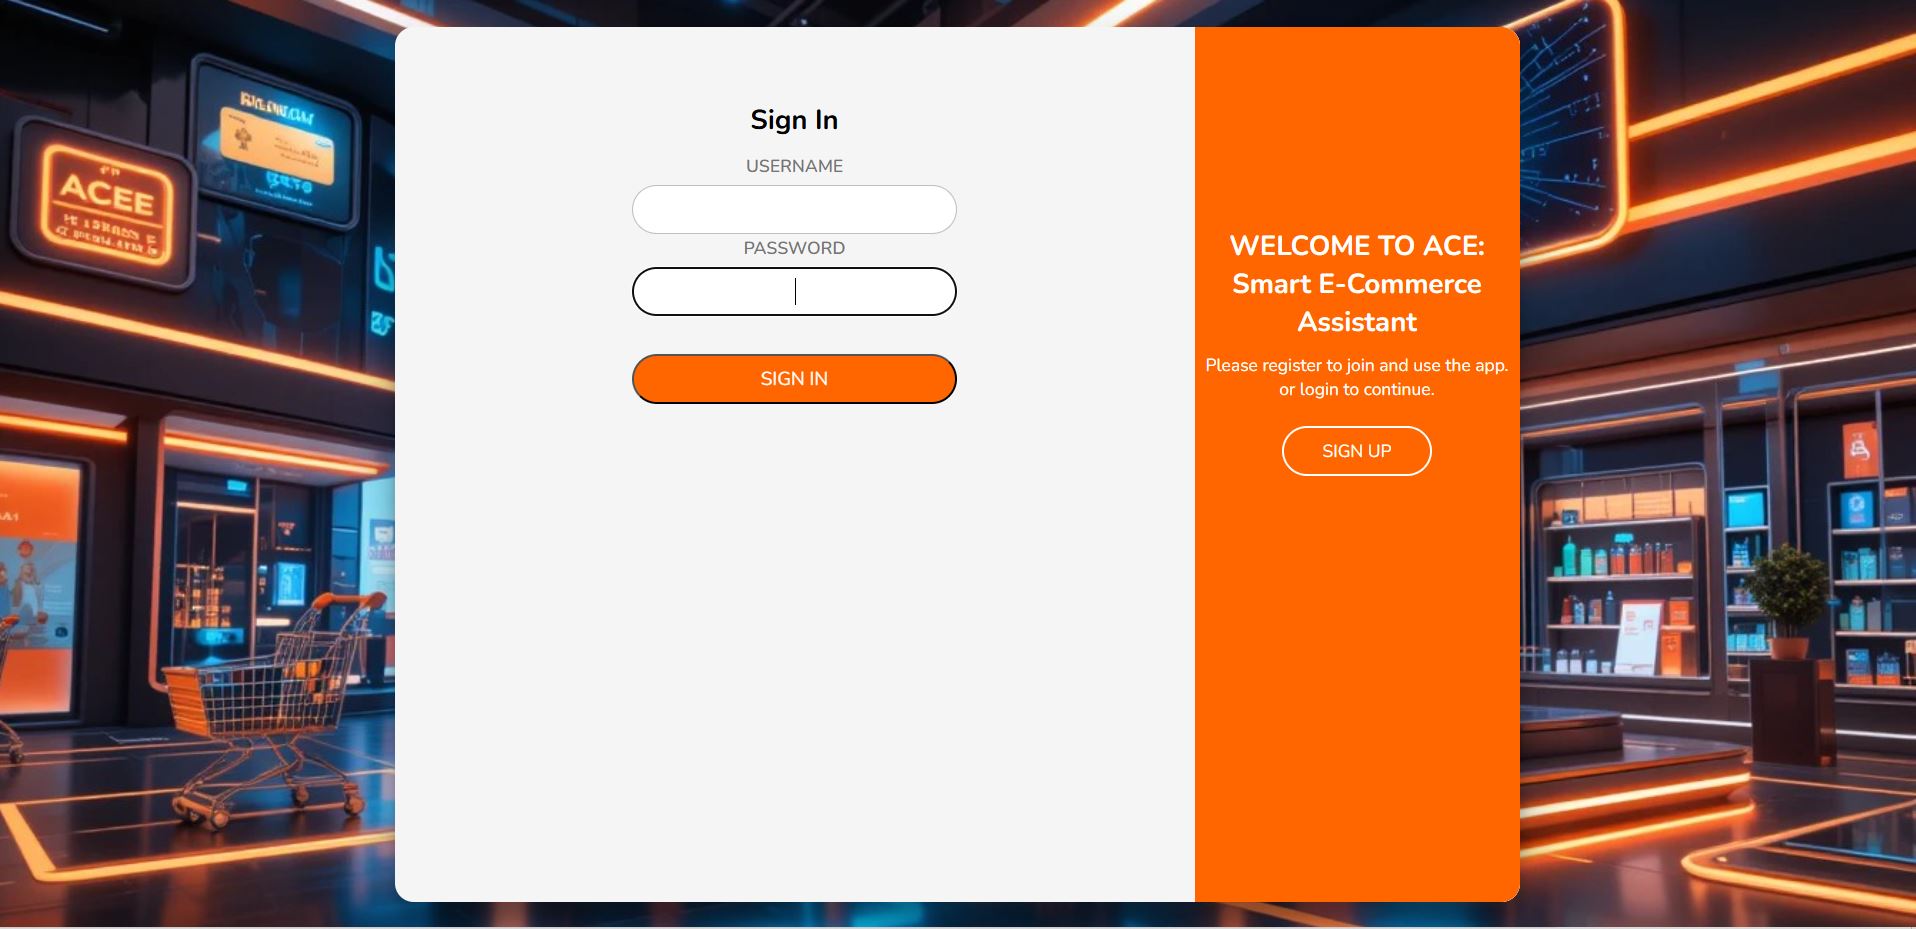 ACEE
Sign In
USERNAME
PASSWORD
SIGN IN
WELCOME TO ACE:
Smart E-Commerce
Assistant
Please register to join and use the app.
or login to continue.
SIGN UP